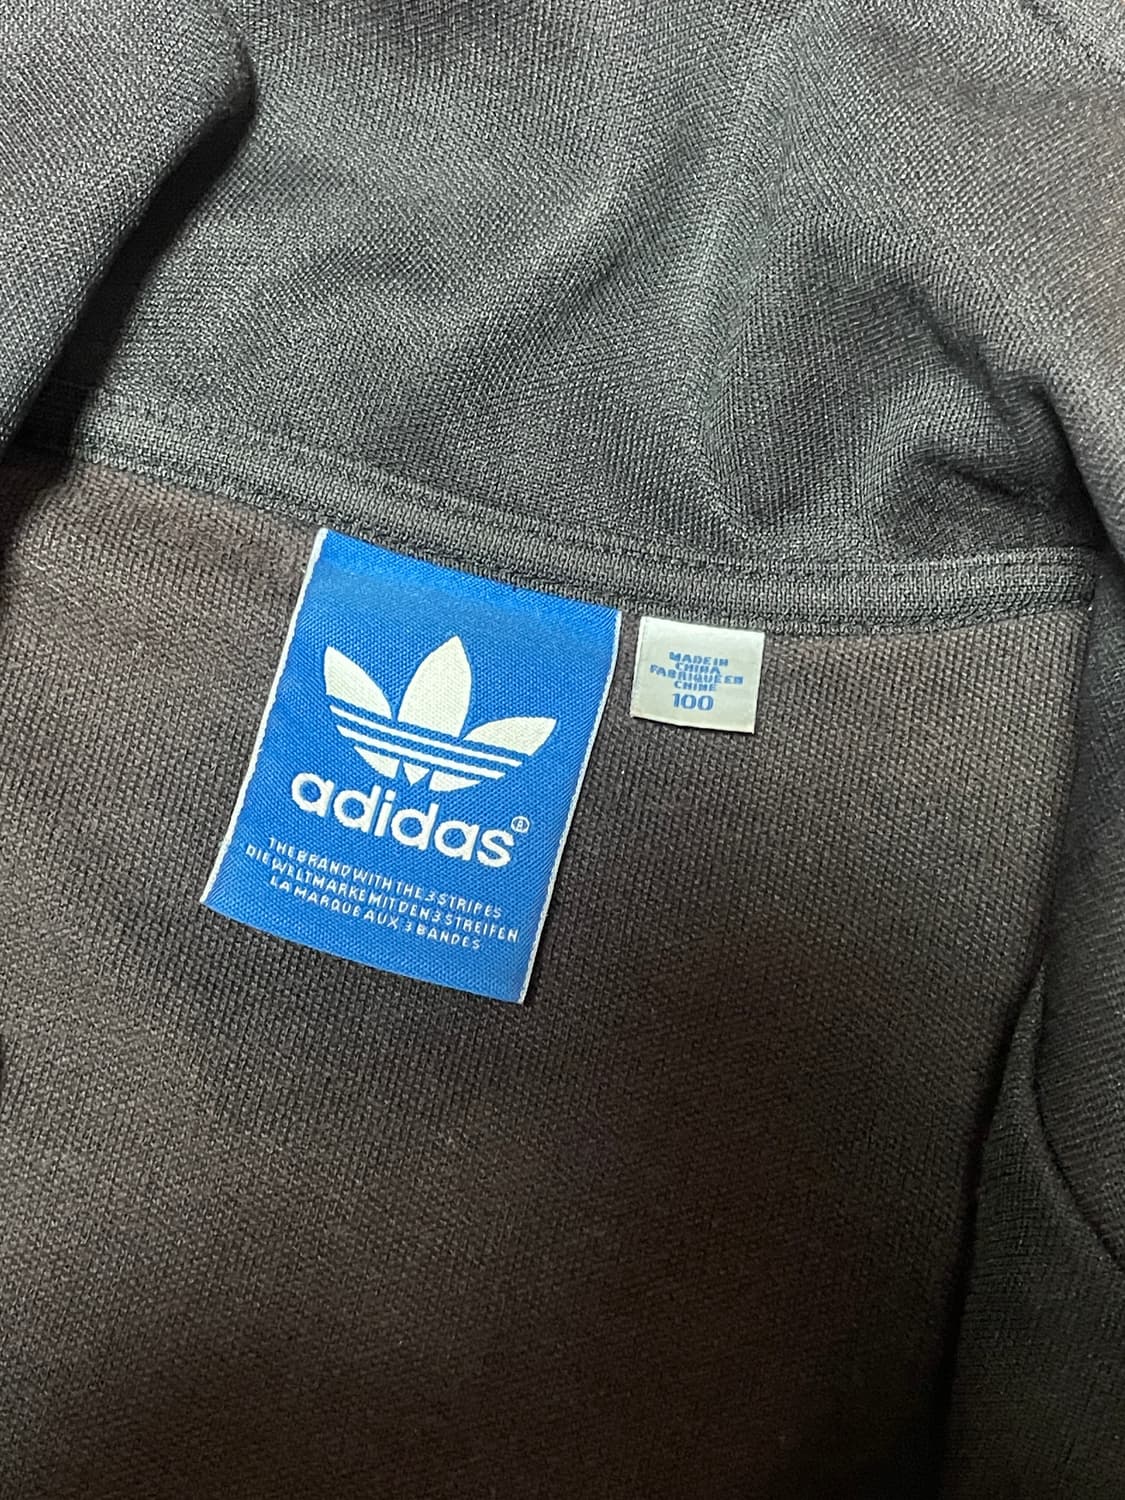 adidas®
THE BRAND WITH THE 3 STRIPES
DIE WELTMARKE MIT DEN 3 STREIFEN
LA MARQUE AUX 3 BANDES
MADE IN
CHINA
FABRIQUÉ EN
CHINE
100